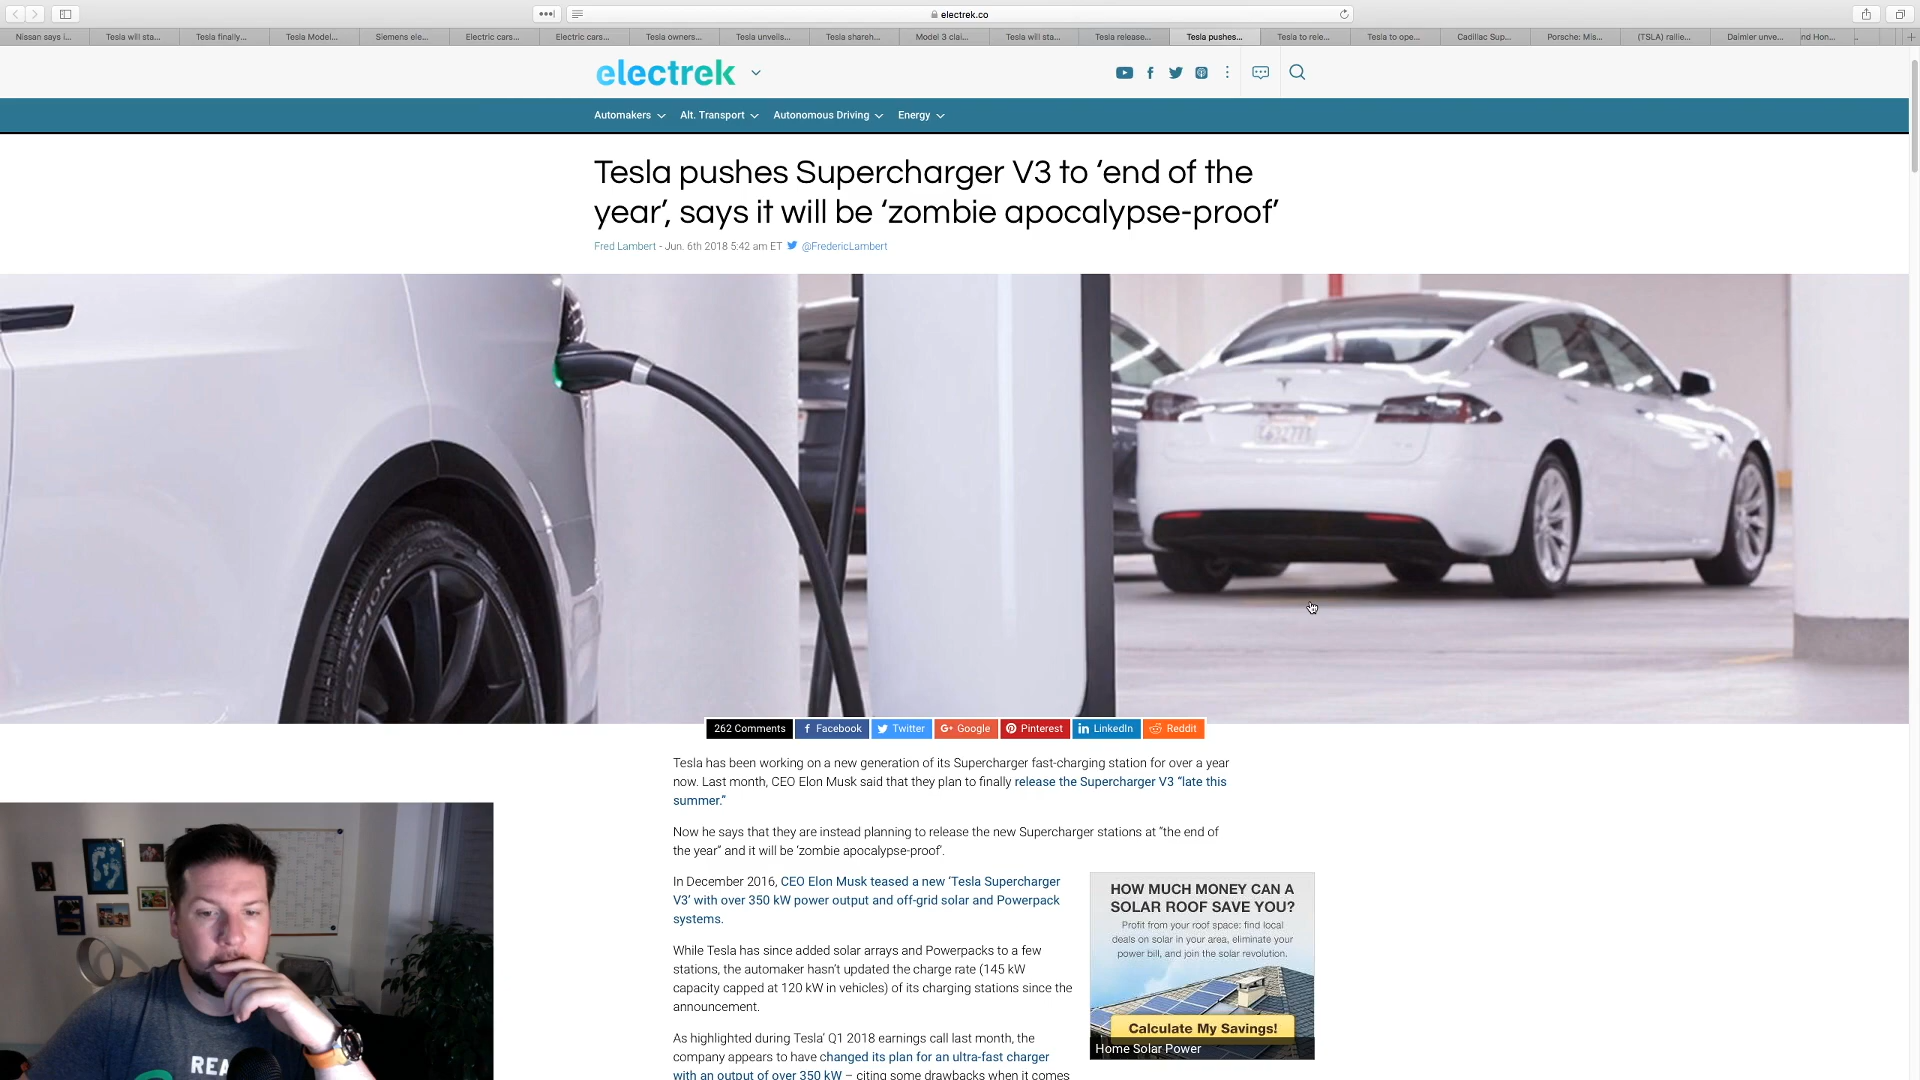 electrek.co
Nissan says i...
Tesla will sta...
Tesla finally...
Tesla Model...
Siemens ele...
Electric cars...
Electric cars...
Tesla owners...
Tesla unveils...
Tesla shareh...
Model 3 clai...
Tesla will sta...
Tesla release...
Tesla pushes...
Tesla to rele...
Tesla to ope...
Cadillac Sup...
Porsche: Mis...
(TSLA) rallie...
Daimler unve...
nd Hon...
electrek
Automakers Alt. Transport Autonomous Driving Energy
Tesla pushes Supercharger V3 to ‘end of the
year’, says it will be ‘zombie apocalypse-proof’
Fred Lambert - Jun. 6th 2018 5:42 am ET @FredericLambert
262 Comments Facebook Twitter G+ Google Pinterest LinkedIn Reddit
Tesla has been working on a new generation of its Supercharger fast-charging station for over a year
now. Last month, CEO Elon Musk said that they plan to finally release the Supercharger V3 “late this
summer.”
Now he says that they are instead planning to release the new Supercharger stations at “the end of
the year” and it will be ‘zombie apocalypse-proof’.
In December 2016, CEO Elon Musk teased a new ‘Tesla Supercharger
V3’ with over 350 kW power output and off-grid solar and Powerpack
systems.
While Tesla has since added solar arrays and Powerpacks to a few
stations, the automaker hasn’t updated the charge rate (145 kW
capacity capped at 120 kW in vehicles) of its charging stations since the
announcement.
As highlighted during Tesla’ Q1 2018 earnings call last month, the
company appears to have changed its plan for an ultra-fast charger
with an output of over 350 kW – citing some drawbacks when it comes
HOW MUCH MONEY CAN A
SOLAR ROOF SAVE YOU?
Profit from your roof space: find local
deals on solar in your area, eliminate your
power bill, and join the solar revolution.
Calculate My Savings!
Home Solar Power
REA